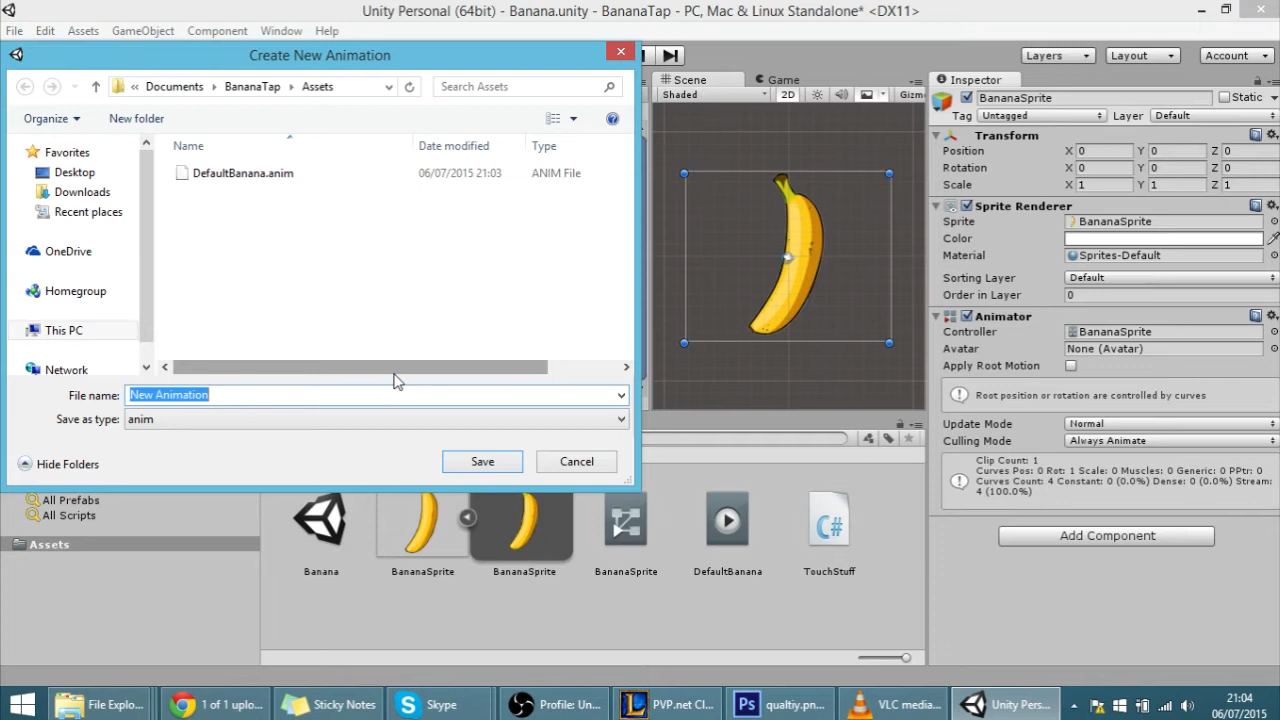 Unity Personal (64bit) - Banana.unity - BananaTap - PC, Mac & Linux Standalone* <DX11>
File Edit Assets GameObject Component Window Help
Create New Animation
Layers Layout Account
Documents BananaTap Assets
Search Assets
Organize New folder
Name Date modified Type
DefaultBanana.anim 06/07/2015 21:03 ANIM File
Favorites
Desktop
Downloads
Recent places
OneDrive
Homegroup
This PC
Network
File name: New Animation
Save as type: anim
Hide Folders Save Cancel
Scene Game
Shaded 2D Gizm
Inspector
BananaSprite Static
Tag Untagged Layer Default
Transform
Position X 0 Y 0 Z 0
Rotation X 0 Y 0 Z 0
Scale X 1 Y 1 Z 1
Sprite Renderer
Sprite BananaSprite
Color
Material Sprites-Default
Sorting Layer Default
Order in Layer 0
Animator
Controller BananaSprite
Avatar None (Avatar)
Apply Root Motion
Root position or rotation are controlled by curves
Update Mode Normal
Culling Mode Always Animate
Clip Count: 1
Curves Pos: 0 Rot: 1 Scale: 0 Muscles: 0 Generic: 0 PPtr: 0
Curves Count: 4 Constant: 0 (0.0%) Dense: 0 (0.0%) Stream:
4 (100.0%)
Add Component
All Prefabs
All Scripts
Assets
Banana BananaSprite BananaSprite BananaSprite DefaultBanana TouchStuff
File Explo... 1 of 1 uplo... Sticky Notes Skype Profile: Un... PVP.net Cl... qualtiy.pn... VLC media... Unity Pers... 21:04
06/07/2015